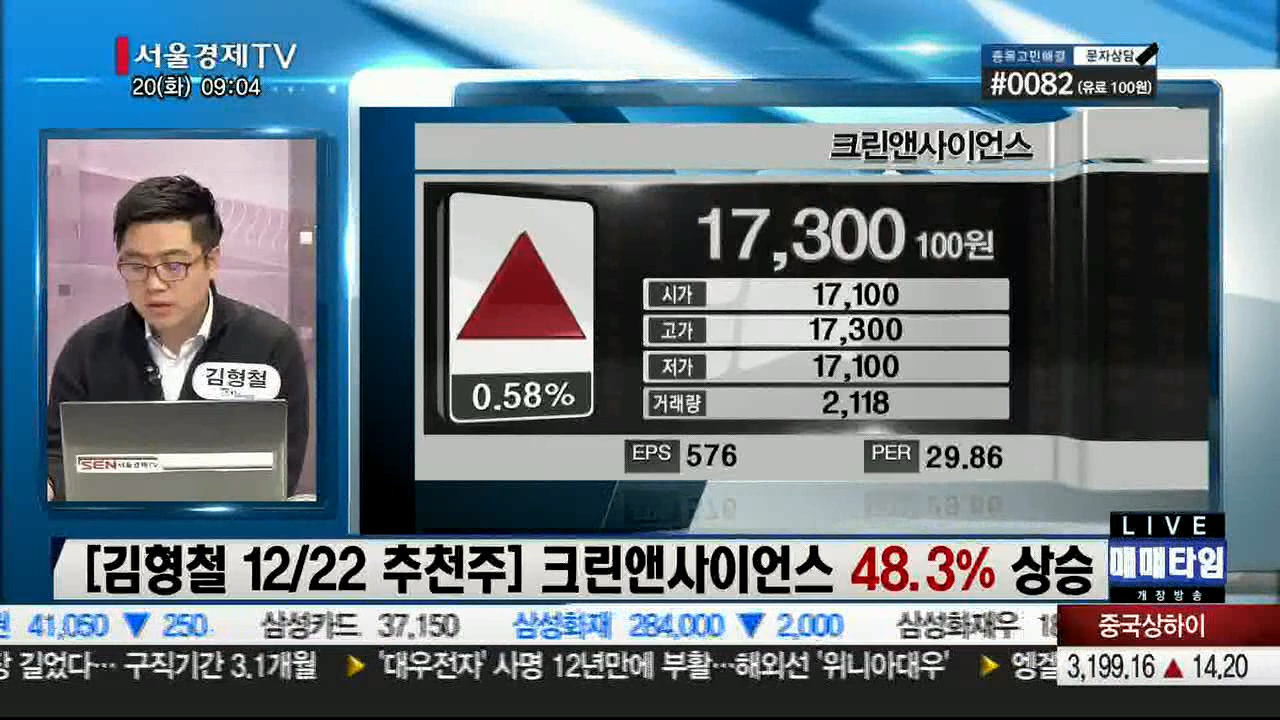 서울경제TV
20(화) 09:04
종목고민해결 문자상담
#0082 (유료 100원)
크린앤사이언스
17,300 100원
0.58%
시가 17,100
고가 17,300
저가 17,100
거래량 2,118
EPS 576 PER 29.86
김형철
SEN 서울경제TV
[김형철 12/22 추천주] 크린앤사이언스 48.3% 상승
LIVE
매매타임
개장방송
원 41,050 ▼ 250 삼성카드 37,150 삼성화재 284,000 ▼ 2,000 삼성화재우
중국상하이
길었다… 구직기간 3.1개월 ▶ '대우전자' 사명 12년만에 부활…해외선 '위니아대우' ▶
3,199.16 ▲ 14.20